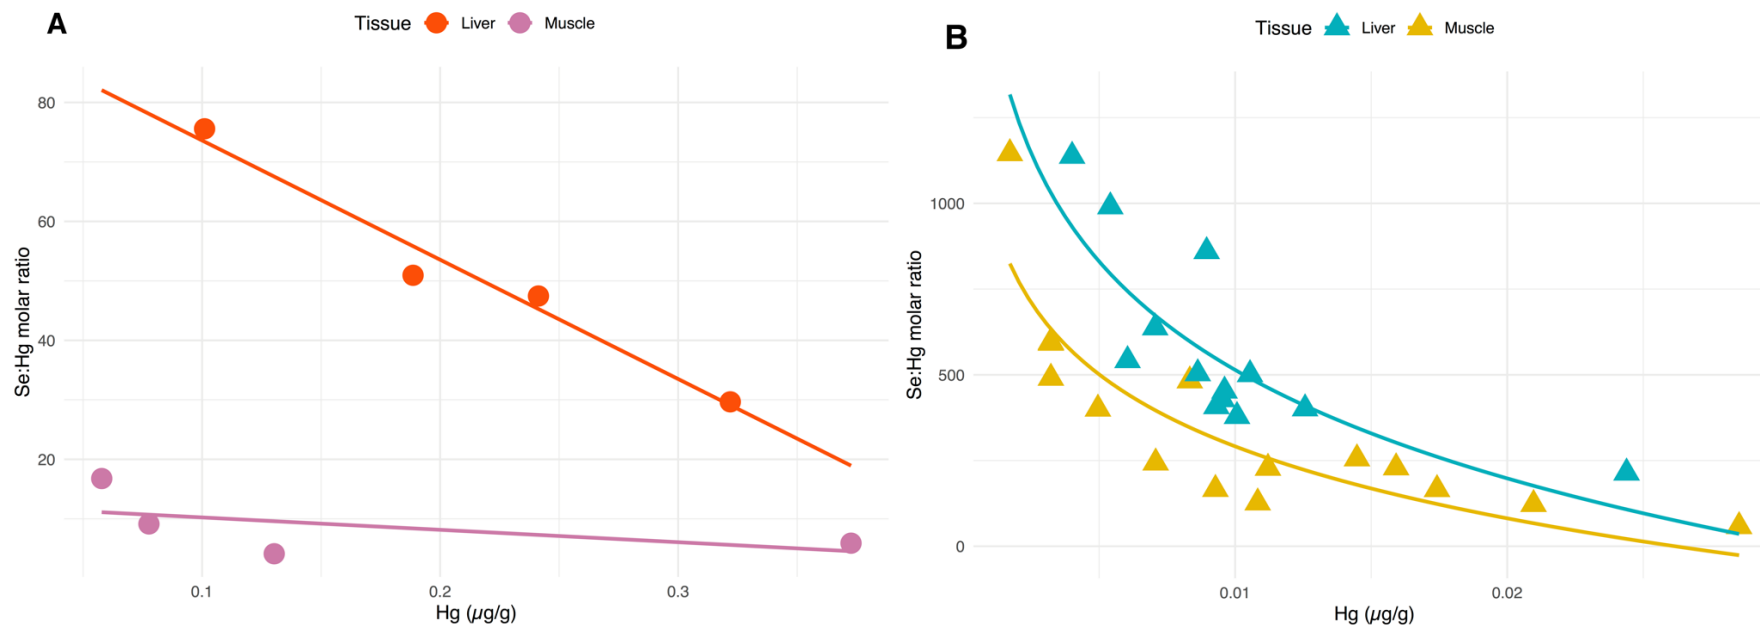 A
Tissue Liver Muscle
80
60
40
20
Se:Hg molar ratio
0.1 0.2 0.3
Hg (µg/g)
B
Tissue Liver Muscle
1000
500
0
Se:Hg molar ratio
0.01 0.02
Hg (µg/g)